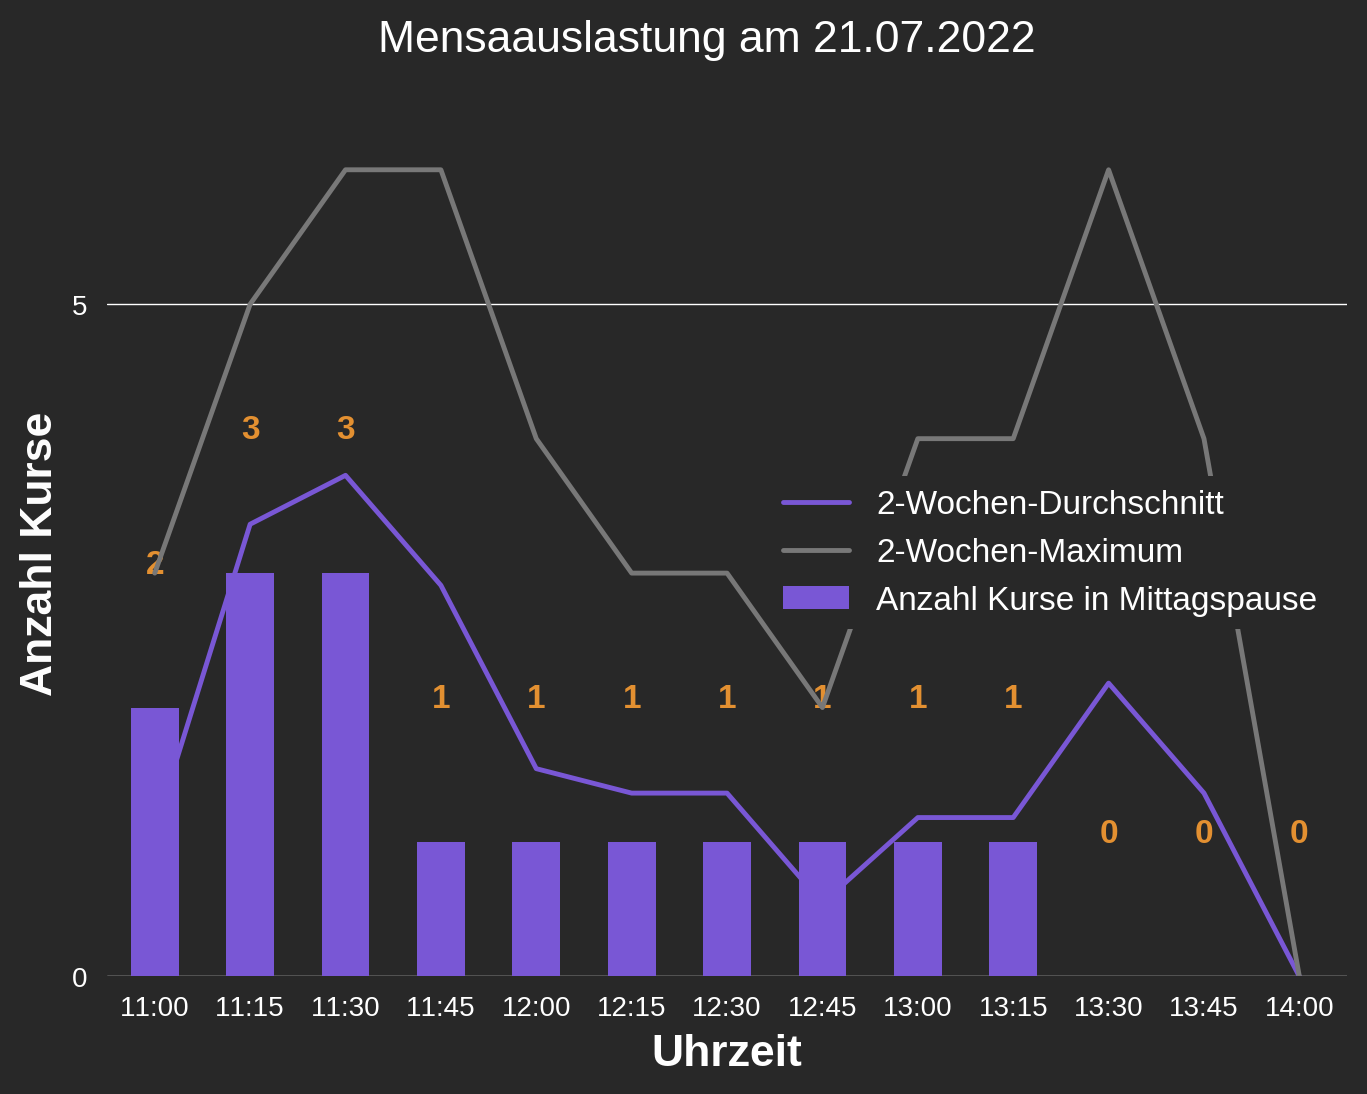 Mensaauslastung am 21.07.2022
Anzahl Kurse
5
0
3 3
2
1 1 1 1 1 1 1
0 0 0
2-Wochen-Durchschnitt
2-Wochen-Maximum
Anzahl Kurse in Mittagspause
11:00 11:15 11:30 11:45 12:00 12:15 12:30 12:45 13:00 13:15 13:30 13:45 14:00
Uhrzeit